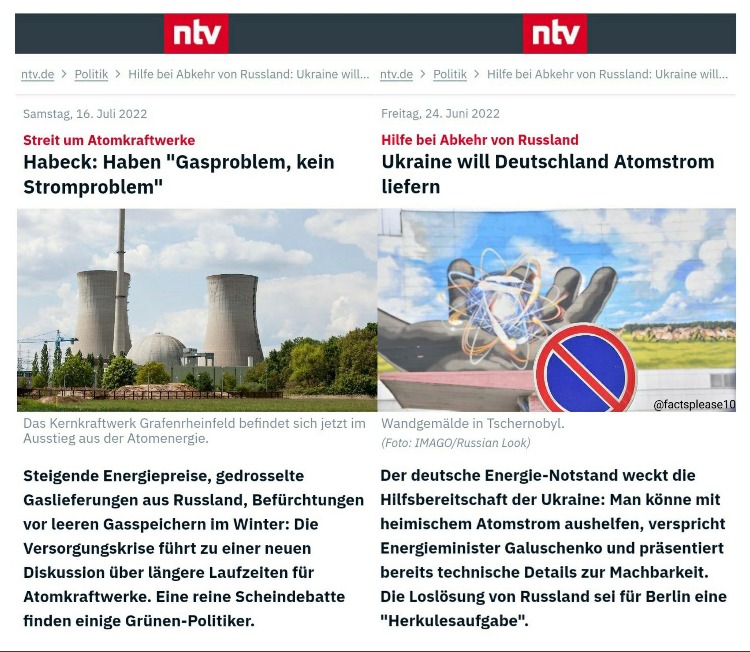 ntv
ntv.de > Politik > Hilfe bei Abkehr von Russland: Ukraine will...
Samstag, 16. Juli 2022
Streit um Atomkraftwerke
Habeck: Haben "Gasproblem, kein
Stromproblem"
Das Kernkraftwerk Grafenrheinfeld befindet sich jetzt im
Ausstieg aus der Atomenergie.
Steigende Energiepreise, gedrosselte
Gaslieferungen aus Russland, Befürchtungen
vor leeren Gasspeichern im Winter: Die
Versorgungskrise führt zu einer neuen
Diskussion über längere Laufzeiten für
Atomkraftwerke. Eine reine Scheindebatte
finden einige Grünen-Politiker.
ntv
ntv.de > Politik > Hilfe bei Abkehr von Russland: Ukraine will...
Freitag, 24. Juni 2022
Hilfe bei Abkehr von Russland
Ukraine will Deutschland Atomstrom
liefern
@factsplease10
Wandgemälde in Tschernobyl.
(Foto: IMAGO/Russian Look)
Der deutsche Energie-Notstand weckt die
Hilfsbereitschaft der Ukraine: Man könne mit
heimischem Atomstrom aushelfen, verspricht
Energieminister Galuschenko und präsentiert
bereits technische Details zur Machbarkeit.
Die Loslösung von Russland sei für Berlin eine
"Herkulesaufgabe".